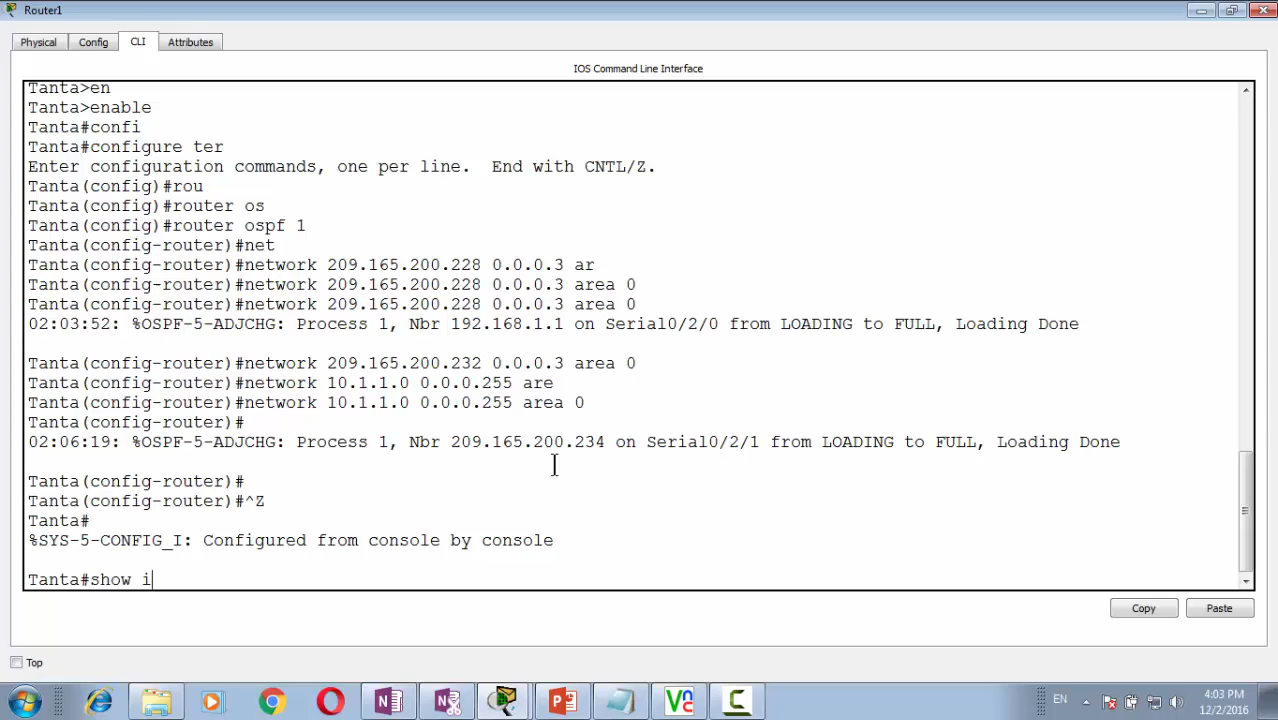 Router1
Physical Config CLI Attributes
IOS Command Line Interface
Tanta>en
Tanta>enable
Tanta#confi
Tanta#configure ter
Enter configuration commands, one per line.  End with CNTL/Z.
Tanta(config)#rou
Tanta(config)#router os
Tanta(config)#router ospf 1
Tanta(config-router)#net
Tanta(config-router)#network 209.165.200.228 0.0.0.3 ar
Tanta(config-router)#network 209.165.200.228 0.0.0.3 area 0
Tanta(config-router)#network 209.165.200.228 0.0.0.3 area 0
02:03:52: %OSPF-5-ADJCHG: Process 1, Nbr 192.168.1.1 on Serial0/2/0 from LOADING to FULL, Loading Done
Tanta(config-router)#network 209.165.200.232 0.0.0.3 area 0
Tanta(config-router)#network 10.1.1.0 0.0.0.255 are
Tanta(config-router)#network 10.1.1.0 0.0.0.255 area 0
Tanta(config-router)#
02:06:19: %OSPF-5-ADJCHG: Process 1, Nbr 209.165.200.234 on Serial0/2/1 from LOADING to FULL, Loading Done
Tanta(config-router)#
Tanta(config-router)#^Z
Tanta#
%SYS-5-CONFIG_I: Configured from console by console
Tanta#show i
Copy Paste
Top
EN
4:03 PM
12/2/2016